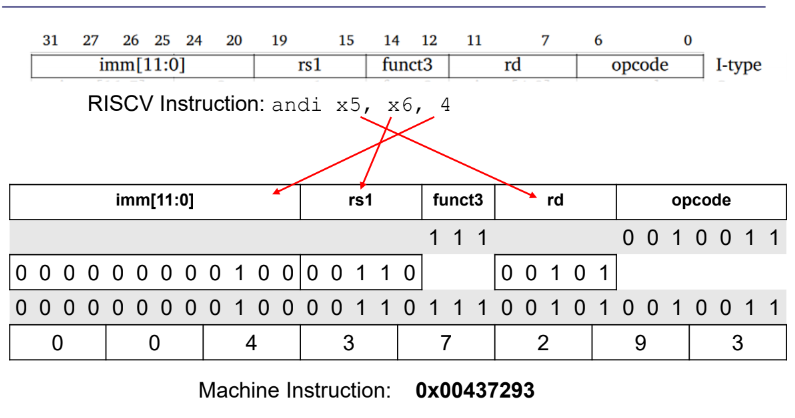 31 27 26 25 24 20 19 15 14 12 11 7 6 0
imm[11:0] rs1 funct3 rd opcode I-type
RISCV Instruction: andi x5, x6, 4
imm[11:0] rs1 funct3 rd opcode
1 1 1 0 0 1 0 0 1 1
0 0 0 0 0 0 0 0 0 1 0 0 0 0 1 1 0 0 0 1 0 1
0 0 0 0 0 0 0 0 0 1 0 0 0 0 1 1 0 1 1 1 0 0 1 0 1 0 0 1 0 0 1 1
0 0 4 3 7 2 9 3
Machine Instruction: 0x00437293